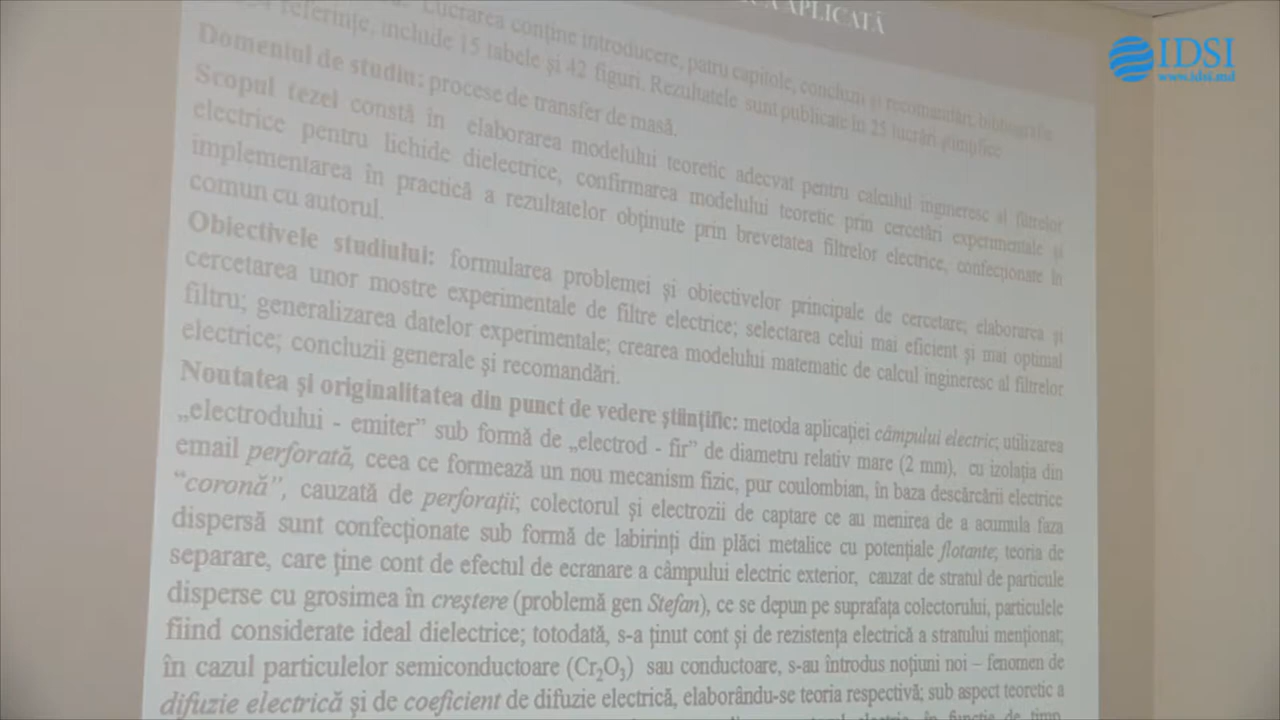 APLICATĂ
IDSI
www.idsi.md
Lucrarea conține introducere, patru capitole, concluzii și recomandări, bibliografie
referințe, include 15 tabele și 42 figuri. Rezultatele sunt publicate în 25 lucrări științifice
Domeniul de studiu: procese de transfer de masă.
Scopul tezei constă în elaborarea modelului teoretic adecvat pentru calculul ingineresc al filtrelor
electrice pentru lichide dielectrice, confirmarea modelului teoretic prin cercetări experimentale și
implementarea în practică a rezultatelor obținute prin brevetatea filtrelor electrice, confecționate în
comun cu autorul.
Obiectivele studiului: formularea problemei și obiectivelor principale de cercetare; elaborarea și
cercetarea unor mostre experimentale de filtre electrice; selectarea celui mai eficient și mai optimal
filtru; generalizarea datelor experimentale; crearea modelului matematic de calcul ingineresc al filtrelor
electrice; concluzii generale și recomandări.
Noutatea și originalitatea din punct de vedere științific: metoda aplicației câmpului electric; utilizarea
„electrodului - emiter” sub formă de „electrod - fir” de diametru relativ mare (2 mm), cu izolația din
email perforată, ceea ce formează un nou mecanism fizic, pur coulombian, în baza descărcării electrice
“coronă”, cauzată de perforații; colectorul și electrozii de captare ce au menirea de a acumula faza
dispersă sunt confecționate sub formă de labirinți din plăci metalice cu potențiale flotante; teoria de
separare, care ține cont de efectul de ecranare a câmpului electric exterior, cauzat de stratul de particule
disperse cu grosimea în creștere (problemă gen Stefan), ce se depun pe suprafața colectorului, particulele
fiind considerate ideal dielectrice; totodată, s-a ținut cont și de rezistența electrică a stratului menționat;
în cazul particulelor semiconductoare (Cr₂O₃) sau conductoare, s-au întrodus noțiuni noi – fenomen de
difuzie electrică și de coeficient de difuzie electrică, elaborându-se teoria respectivă; sub aspect teoretic a
în funcție de timp